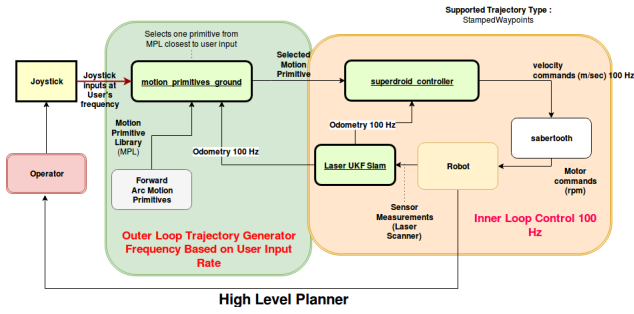 Supported Trajectory Type :
StampedWaypoints
Selects one primitive from
MPL closest to user input
Joystick
Joystick
inputs at
User's
frequency
motion_primitives_ground
Selected
Motion
Primitive
superdroid_controller
velocity
commands (m/sec) 100 Hz
Motion
Primitive
Library
(MPL)
Odometry 100 Hz
Odometry 100 Hz
sabertooth
Operator
Forward
Arc Motion
Primitives
Laser UKF Slam
Robot
Motor
commands
(rpm)
Sensor
Measurements
(Laser
Scanner)
Outer Loop Trajectory Generator
Frequency Based on User Input
Rate
Inner Loop Control 100
Hz
High Level Planner